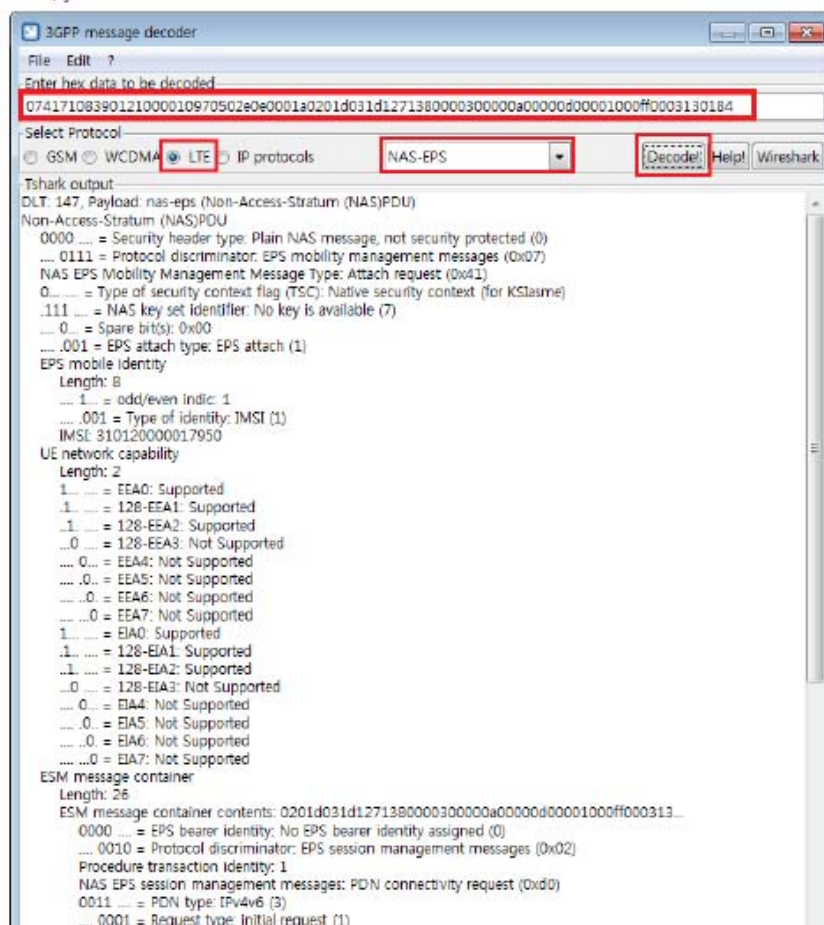 3GPP message decoder
File Edit ?
Enter hex data to be decoded
07417108390121000010970502e0e0001a0201d031d1271380000300000a00000d00001000ff0003130184
Select Protocol
GSM WCDMA LTE IP protocols NAS-EPS Decode! Help! Wireshark
Tshark output
DLT: 147, Payload: nas-eps (Non-Access-Stratum (NAS)PDU)
Non-Access-Stratum (NAS)PDU
0000 .... = Security header type: Plain NAS message, not security protected (0)
.... 0111 = Protocol discriminator: EPS mobility management messages (0x07)
NAS EPS Mobility Management Message Type: Attach request (0x41)
0... .... = Type of security context flag (TSC): Native security context (for KSIasme)
.111 .... = NAS key set identifier: No key is available (7)
.... 0... = Spare bit(s): 0x00
.... .001 = EPS attach type: EPS attach (1)
EPS mobile identity
Length: 8
.... 1... = odd/even indic: 1
.... .001 = Type of identity: IMSI (1)
IMSI: 310120000017950
UE network capability
Length: 2
1... .... = EEA0: Supported
.1.. .... = 128-EEA1: Supported
..1. .... = 128-EEA2: Supported
...0 .... = 128-EEA3: Not Supported
.... 0... = EEA4: Not Supported
.... .0.. = EEA5: Not Supported
.... ..0. = EEA6: Not Supported
.... ...0 = EEA7: Not Supported
1... .... = EIA0: Supported
.1.. .... = 128-EIA1: Supported
..1. .... = 128-EIA2: Supported
...0 .... = 128-EIA3: Not Supported
.... 0... = EIA4: Not Supported
.... .0.. = EIA5: Not Supported
.... ..0. = EIA6: Not Supported
.... ...0 = EIA7: Not Supported
ESM message container
Length: 26
ESM message container contents: 0201d031d1271380000300000a00000d00001000ff000313...
0000 .... = EPS bearer identity: No EPS bearer identity assigned (0)
.... 0010 = Protocol discriminator: EPS session management messages (0x02)
Procedure transaction identity: 1
NAS EPS session management messages: PDN connectivity request (0xd0)
0011 .... = PDN type: IPv4v6 (3)
.... 0001 = Request type: initial request (1)